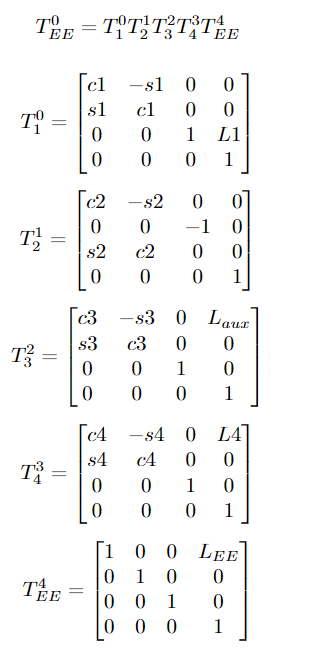 T^0_{EE} = T^0_1 T^1_2 T^2_3 T^3_4 T^4_{EE}
T^0_1 = [c1 −s1 0 0
s1 c1 0 0
0 0 1 L1
0 0 0 1]
T^1_2 = [c2 −s2 0 0
0 0 −1 0
s2 c2 0 0
0 0 0 1]
T^2_3 = [c3 −s3 0 L_{aux}
s3 c3 0 0
0 0 1 0
0 0 0 1]
T^3_4 = [c4 −s4 0 L4
s4 c4 0 0
0 0 1 0
0 0 0 1]
T^4_{EE} = [1 0 0 L_{EE}
0 1 0 0
0 0 1 0
0 0 0 1]